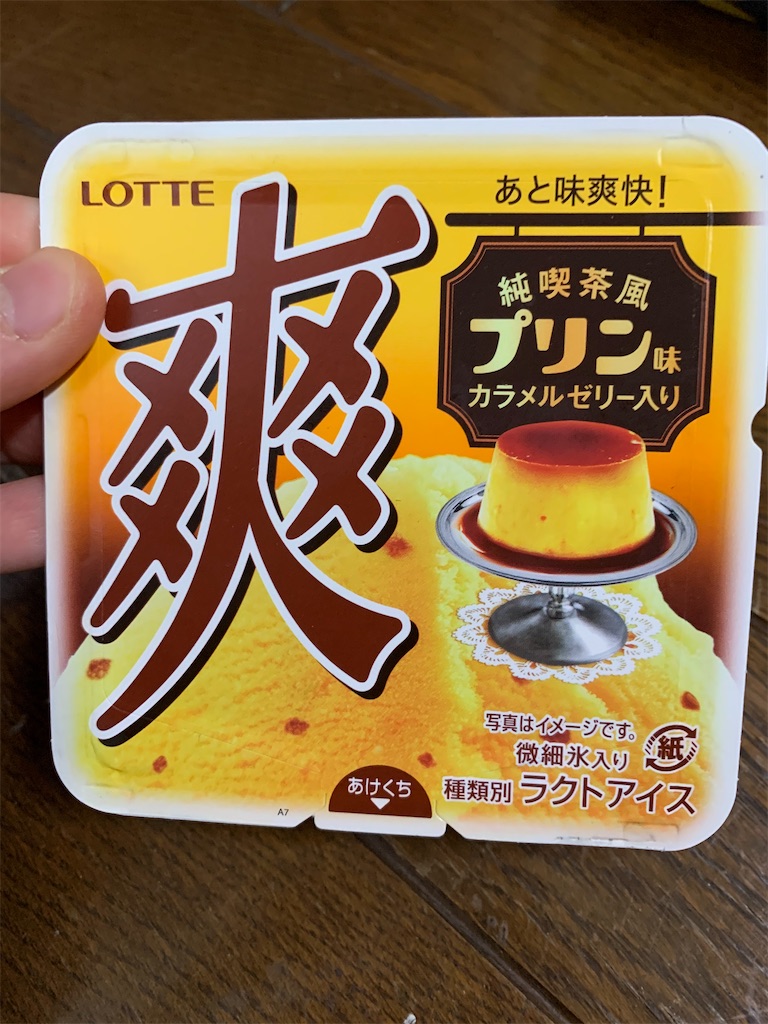 LOTTE
爽
あと味爽快!
純喫茶風
プリン味
カラメルゼリー入り
写真はイメージです。
微細氷入り
紙
種類別 ラクトアイス
あけくち
A7